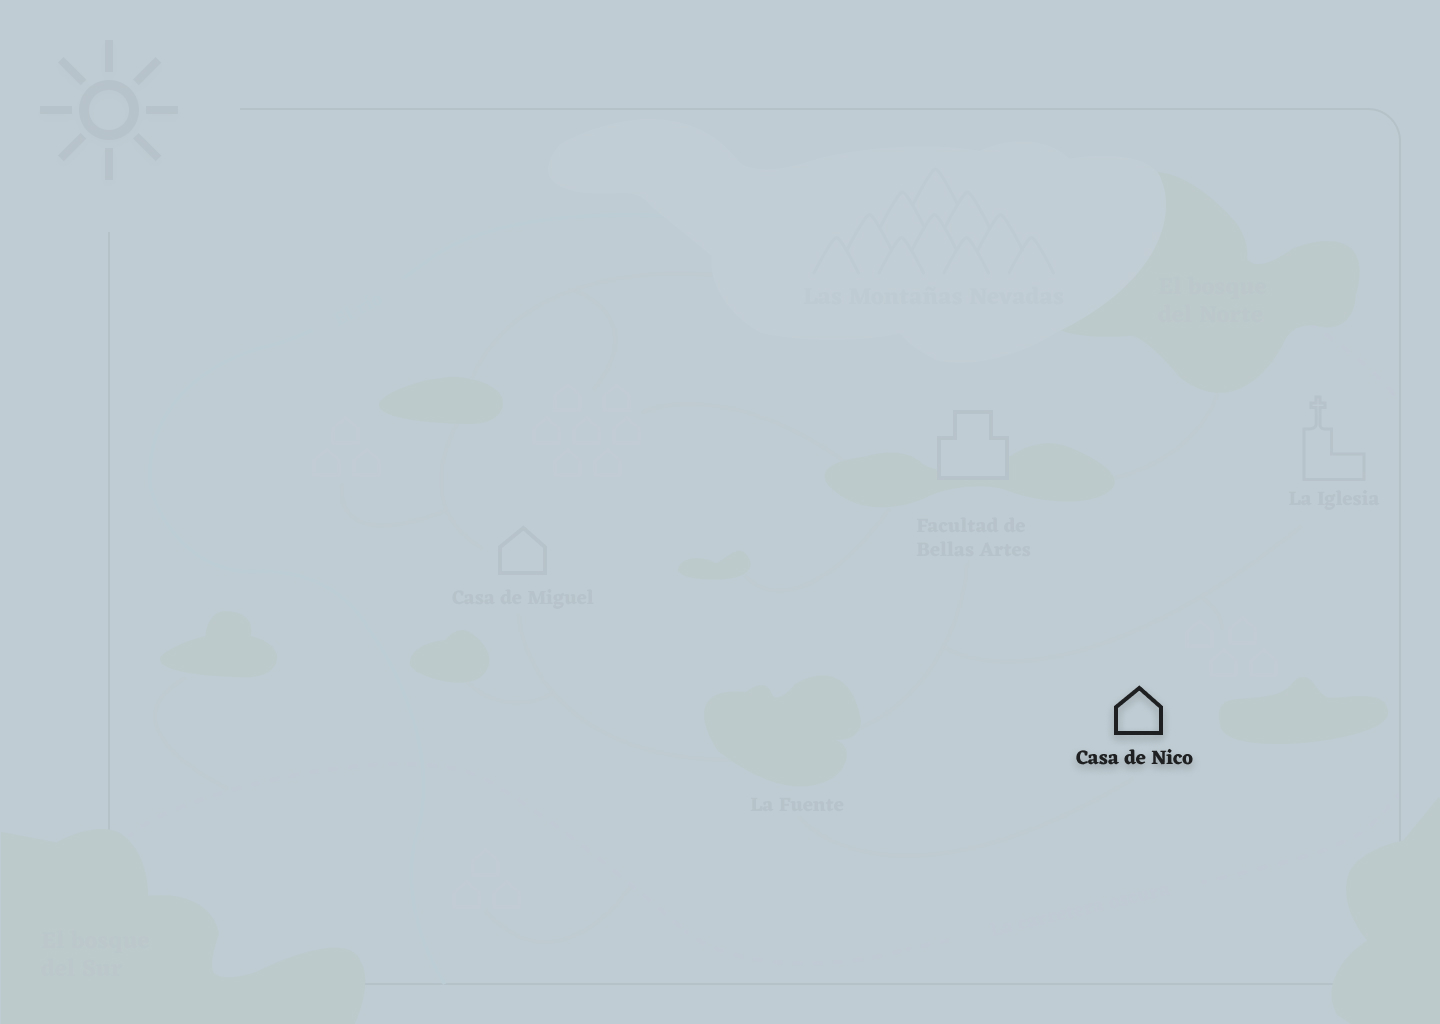 Las Montañas Nevadas
El bosque
del Norte
La Iglesia
Facultad de
Bellas Artes
Casa de Miguel
Casa de Nico
La Fuente
El bosque
del Sur